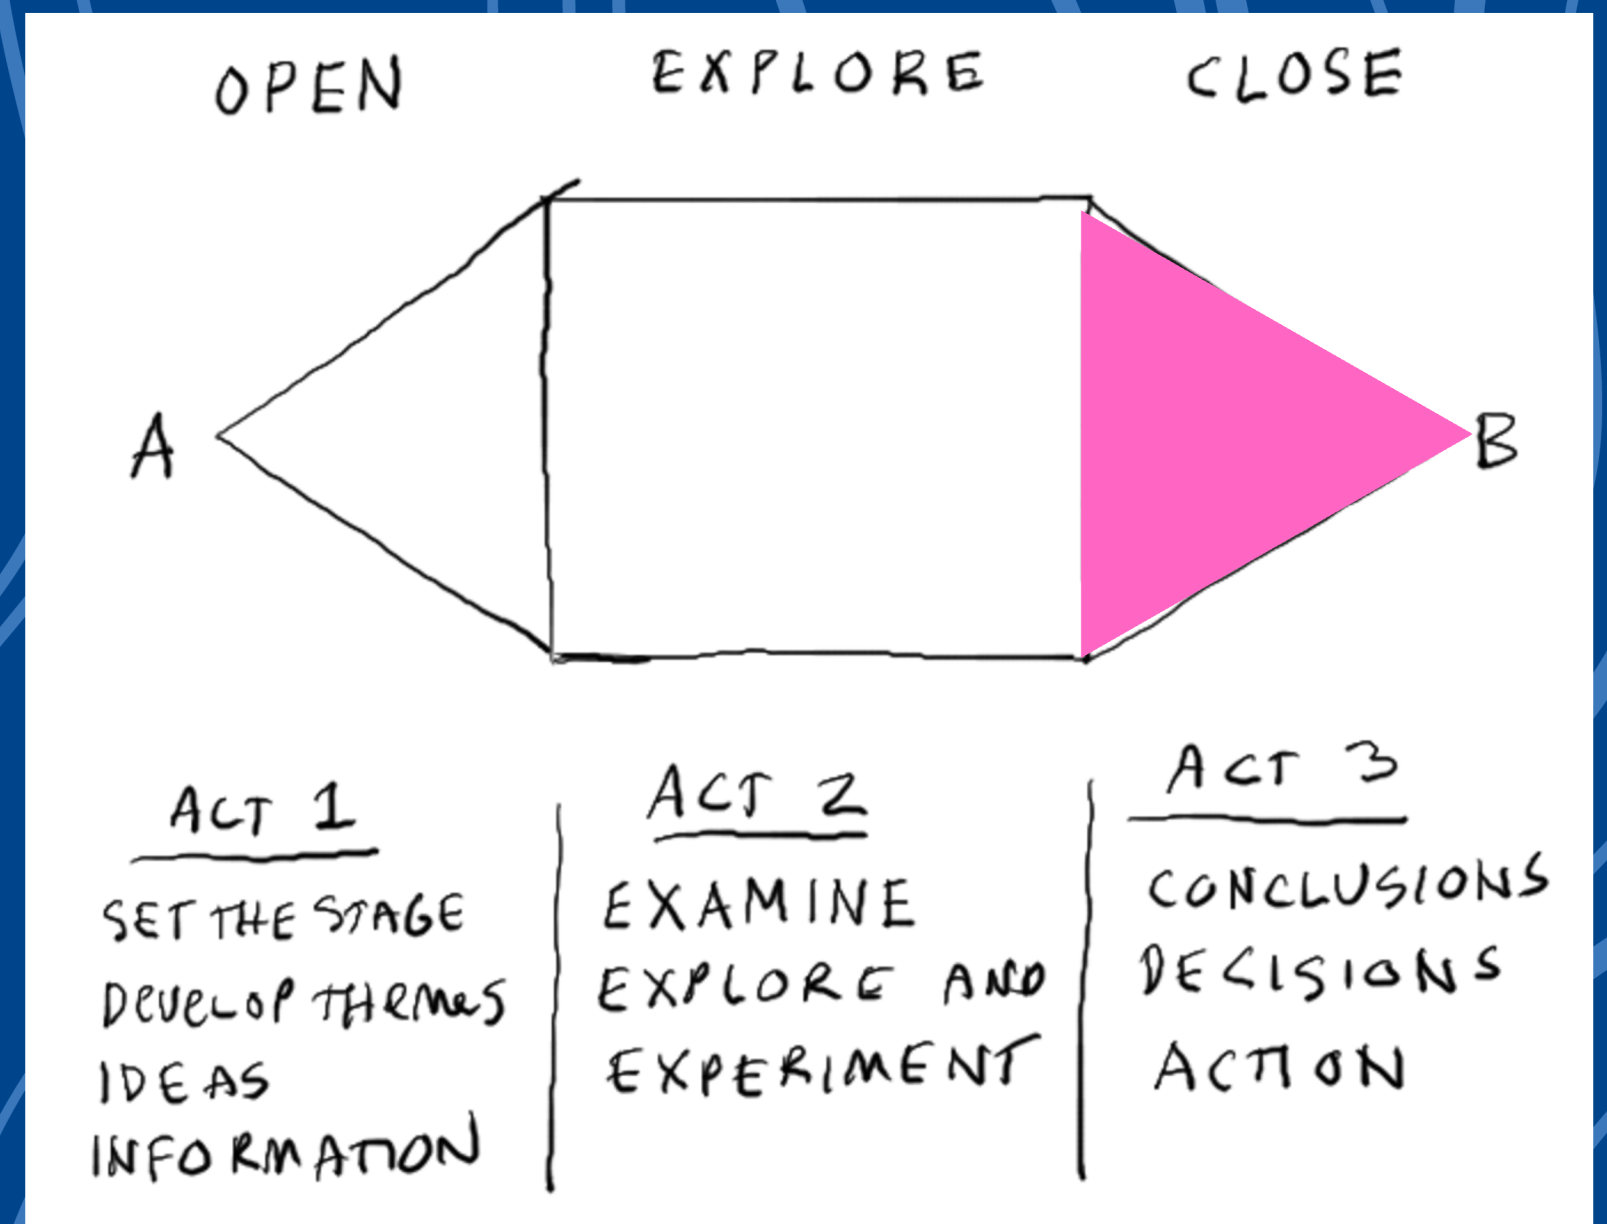 OPEN EXPLORE CLOSE
A B
ACT 1
SET THE STAGE
DEVELOP THEMES
IDEAS
INFORMATION
ACT 2
EXAMINE
EXPLORE AND
EXPERIMENT
ACT 3
CONCLUSIONS
DECISIONS
ACTION